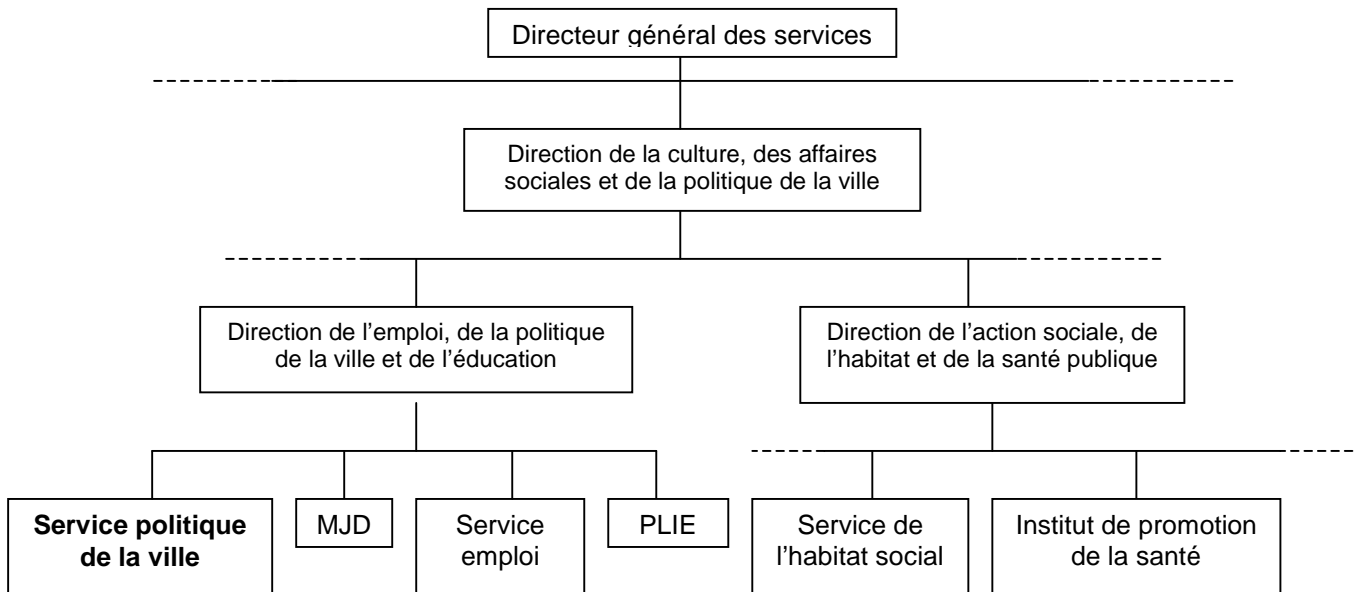 Directeur général des services
Direction de la culture, des affaires
sociales et de la politique de la ville
Direction de l’emploi, de la politique
de la ville et de l’éducation
Direction de l’action sociale, de
l’habitat et de la santé publique
Service politique
de la ville
MJD
Service
emploi
PLIE
Service de
l’habitat social
Institut de promotion
de la santé